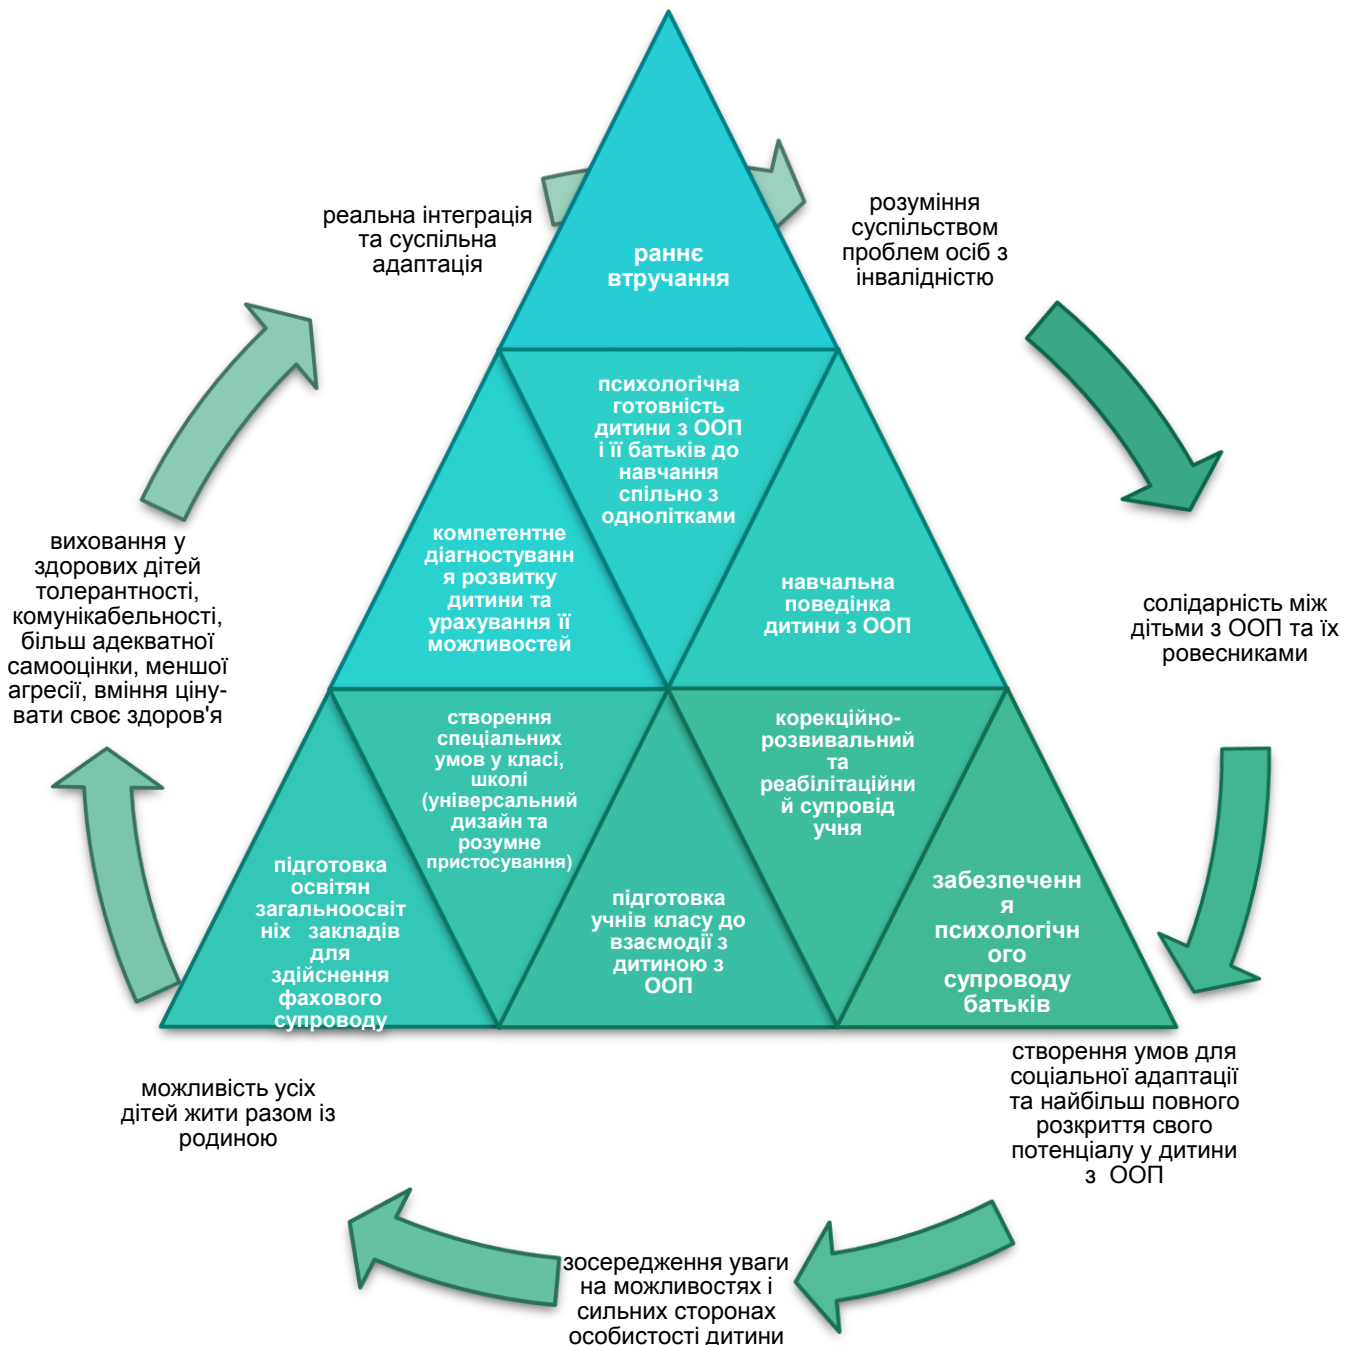 реальна інтеграція
та суспільна
адаптація
розуміння
суспільством
проблем осіб з
інвалідністю
раннє
втручання
психологічна
готовність
дитини з ООП
і її батьків до
навчання
спільно з
однолітками
компетентне
діагностуванн
я розвитку
дитини та
урахування її
можливостей
навчальна
поведінка
дитини з ООП
виховання у
здорових дітей
толерантності,
комунікабельності,
більш адекватної
самооцінки, меншої
агресії, вміння ціну-
вати своє здоров'я
солідарність між
дітьми з ООП та їх
ровесниками
створення
спеціальних
умов у класі,
школі
(універсальний
дизайн та
розумне
пристосування)
корекційно-
розвивальний
та
реабілітаційни
й супровід
учня
підготовка
освітян
загальноосвіт
ніх закладів
для
здійснення
фахового
супроводу
підготовка
учнів класу до
взаємодії з
дитиною з
ООП
забезпеченн
я
психологічн
ого
супроводу
батьків
можливість усіх
дітей жити разом із
родиною
створення умов для
соціальної адаптації
та найбільш повного
розкриття свого
потенціалу у дитини
з ООП
зосередження уваги
на можливостях і
сильних сторонах
особистості дитини